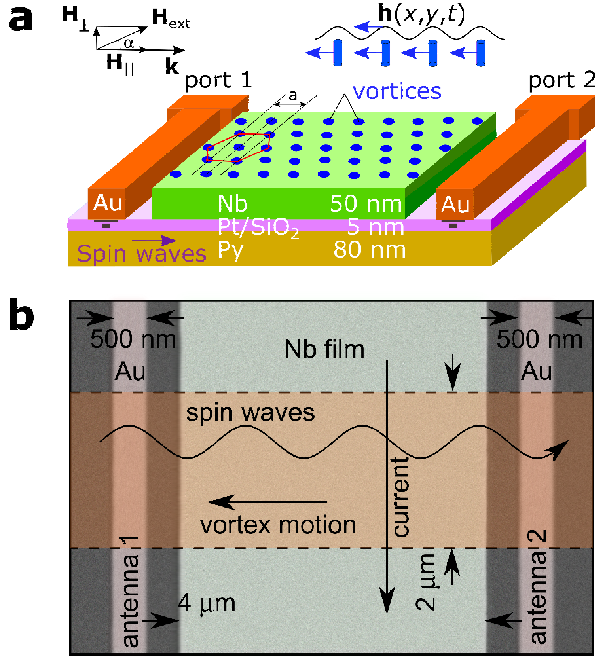 a
H⊥
Hext
α
H||
k
h(x,y,t)
port 1
port 2
a
vortices
Au
Au
Nb 50 nm
Pt/SiO2 5 nm
Py 80 nm
Spin waves
b
500 nm
Au
Nb film
500 nm
Au
spin waves
current
vortex motion
antenna 1
4 µm
2 µm
antenna 2